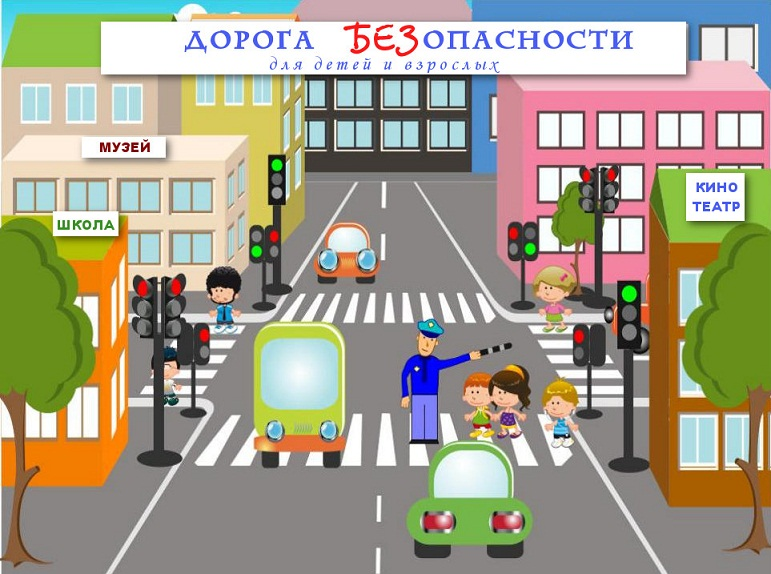 ДОРОГА БЕЗОПАСНОСТИ
для детей и взрослых
МУЗЕЙ
ШКОЛА
КИНО
ТЕАТР